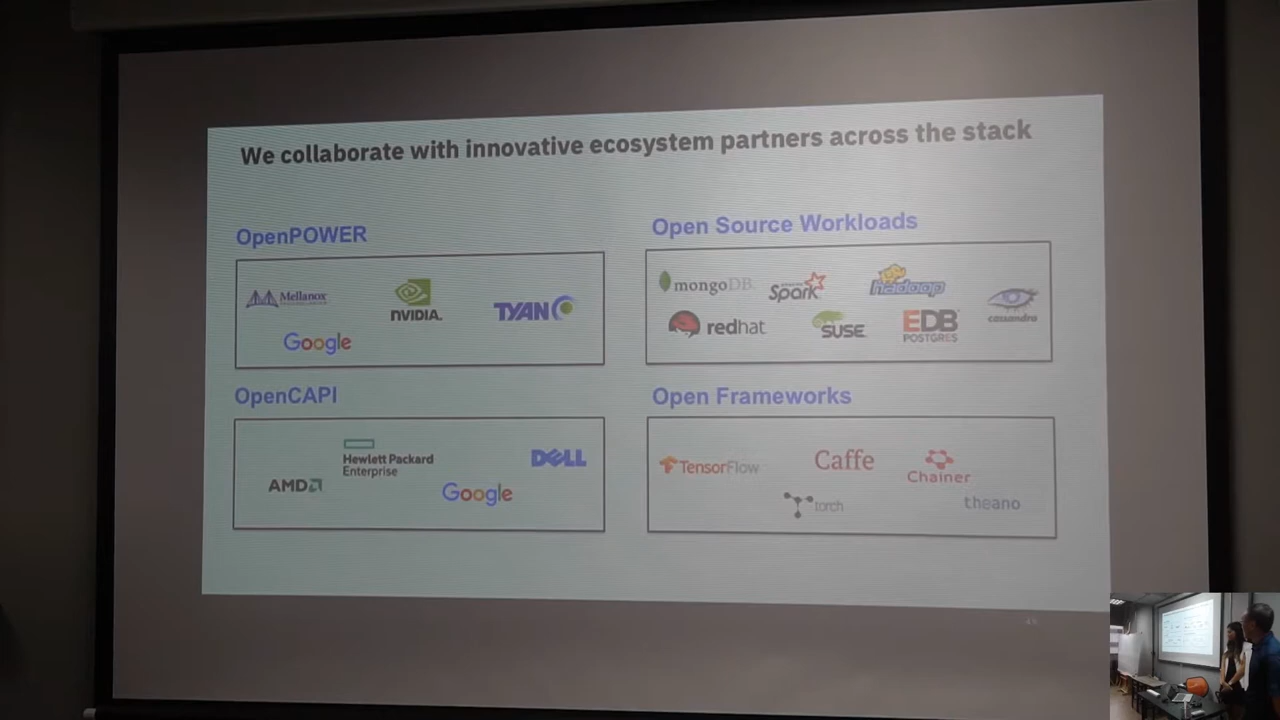 We collaborate with innovative ecosystem partners across the stack
OpenPOWER
Mellanox
NVIDIA.
TYAN
Google
Open Source Workloads
mongoDB
Spark
hadoop
cassandra
redhat
SUSE
EDB
POSTGRES
OpenCAPI
Hewlett Packard
Enterprise
DELL
AMD
Google
Open Frameworks
TensorFlow
Caffe
Chainer
torch
theano